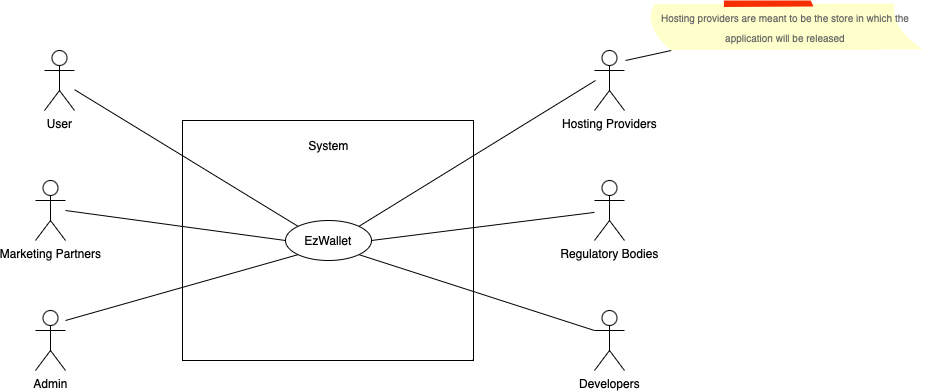 Hosting providers are meant to be the store in which the
application will be released
User
Hosting Providers
System
Marketing Partners
EzWallet
Regulatory Bodies
Admin
Developers